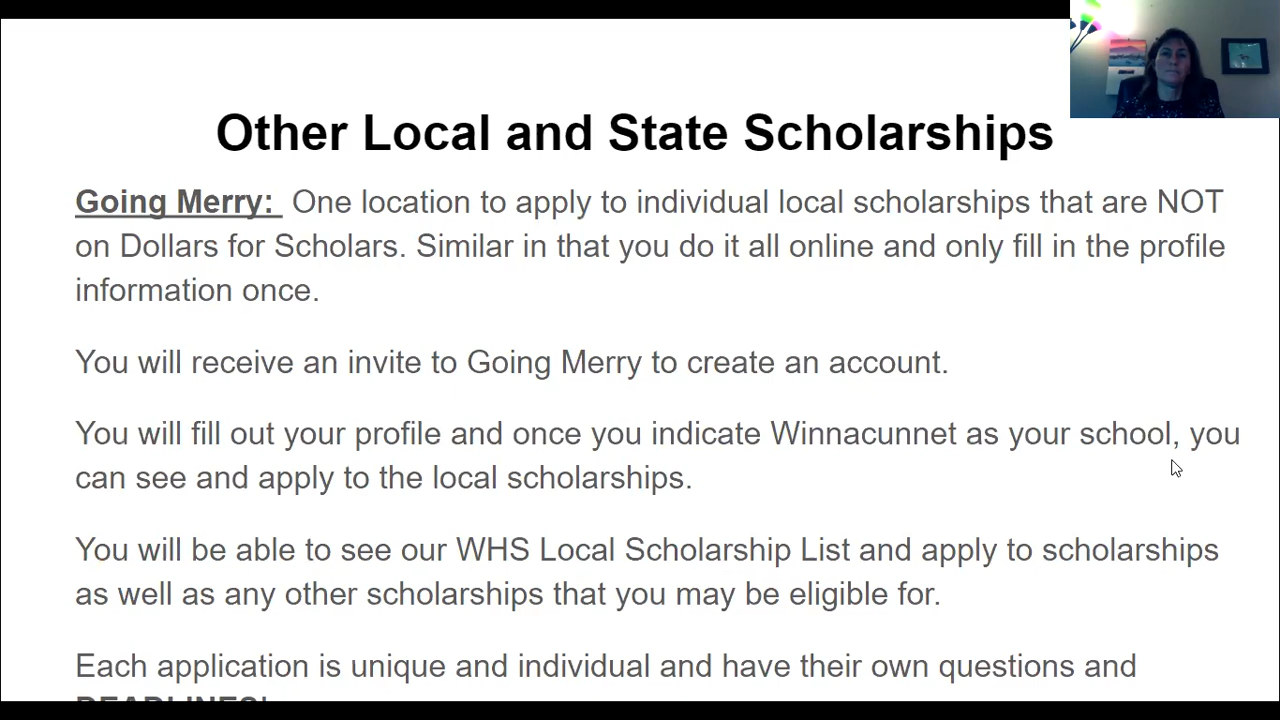 Other Local and State Scholarships
Going Merry: One location to apply to individual local scholarships that are NOT
on Dollars for Scholars. Similar in that you do it all online and only fill in the profile
information once.
You will receive an invite to Going Merry to create an account.
You will fill out your profile and once you indicate Winnacunnet as your school, you
can see and apply to the local scholarships.
You will be able to see our WHS Local Scholarship List and apply to scholarships
as well as any other scholarships that you may be eligible for.
Each application is unique and individual and have their own questions and
DEADLINES!